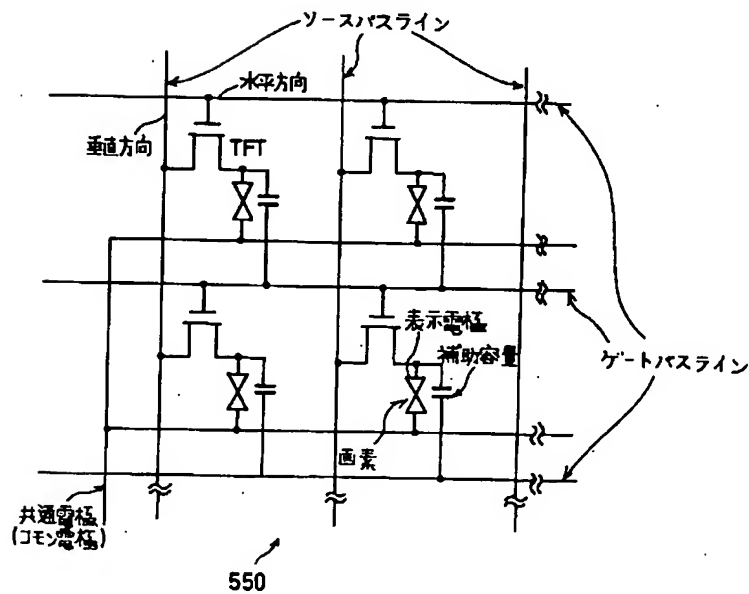 ソースバスライン
水平方向
垂直方向
TFT
表示電極
補助容量
ゲートバスライン
画素
共通電極
(コモン電極)
550